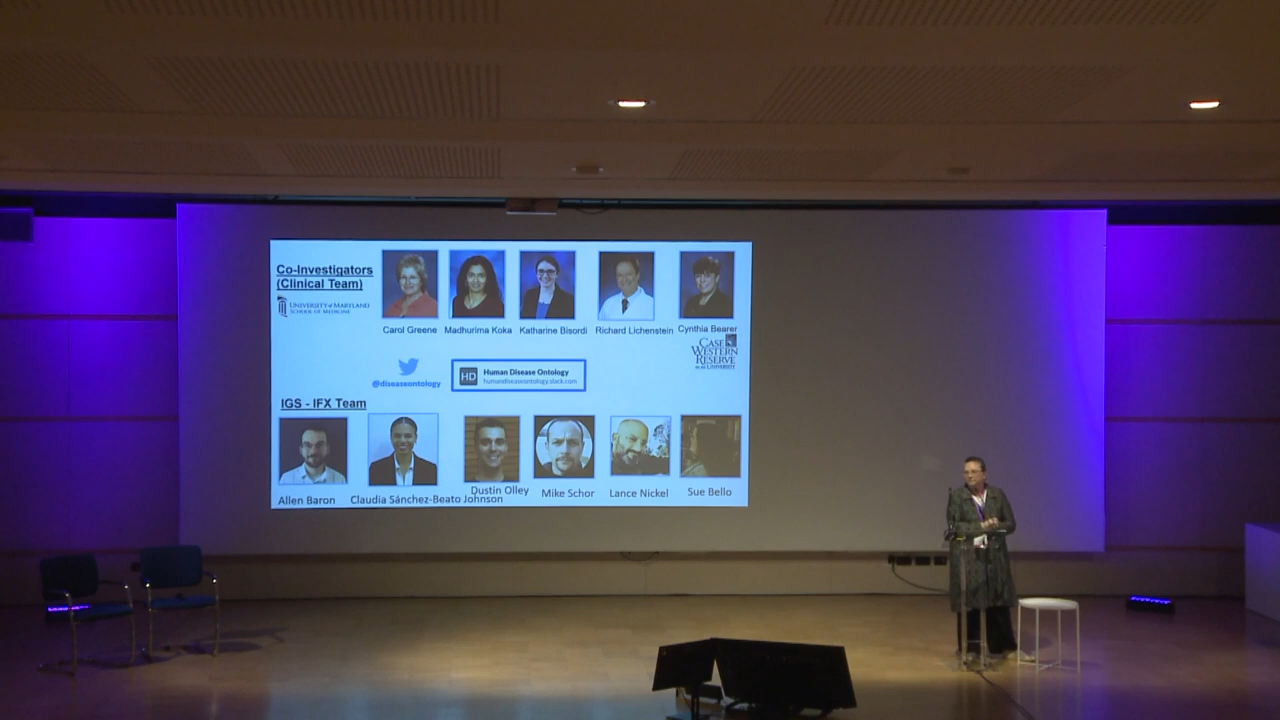 Co-Investigators
(Clinical Team)
UNIVERSITY of MARYLAND
SCHOOL OF MEDICINE
Carol Greene
Madhurima Koka
Katharine Bisordi
Richard Lichenstein
Cynthia Bearer
CASE
WESTERN
RESERVE
UNIVERSITY
@diseaseontology
HD
Human Disease Ontology
humandiseaseontology.slack.com
IGS - IFX Team
Allen Baron
Claudia Sánchez-Beato Johnson
Dustin Olley
Mike Schor
Lance Nickel
Sue Bello